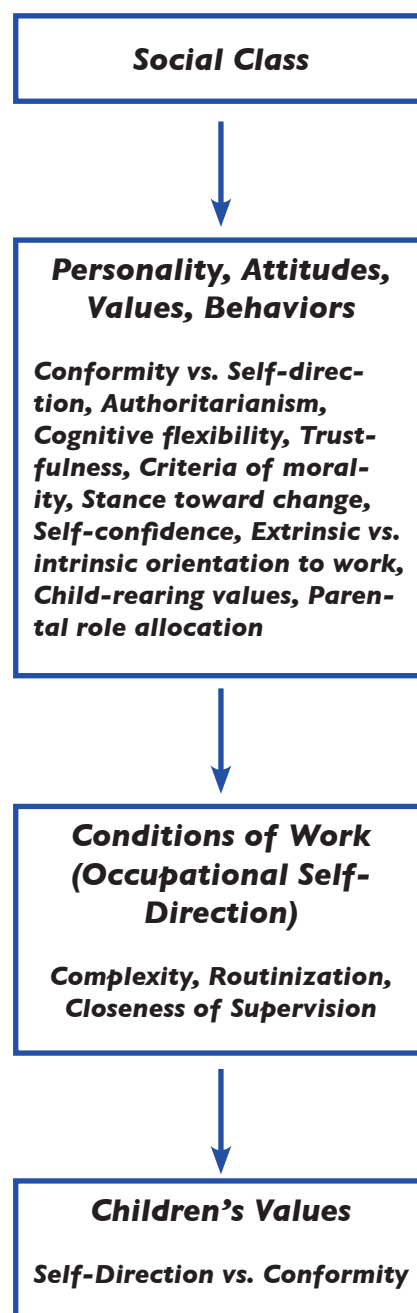 Social Class
Personality, Attitudes,
Values, Behaviors
Conformity vs. Self-direc-
tion, Authoritarianism,
Cognitive flexibility, Trust-
fulness, Criteria of moral-
ity, Stance toward change,
Self-confidence, Extrinsic vs.
intrinsic orientation to work,
Child-rearing values, Paren-
tal role allocation
Conditions of Work
(Occupational Self-
Direction)
Complexity, Routinization,
Closeness of Supervision
Children’s Values
Self-Direction vs. Conformity